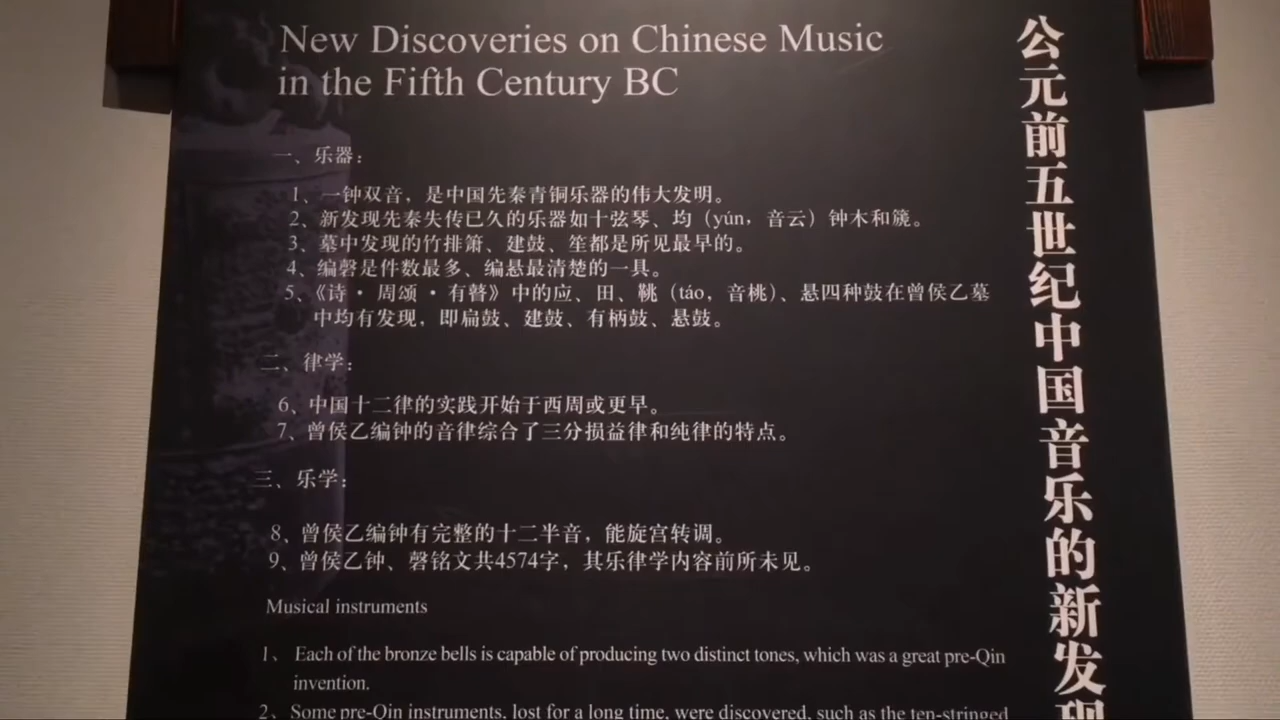 New Discoveries on Chinese Music
in the Fifth Century BC
公元前五世纪中国音乐的新发现
一、乐器：
1、一钟双音，是中国先秦青铜乐器的伟大发明。
2、新发现先秦失传已久的乐器如十弦琴、均（yún，音云）钟木和篪。
3、墓中发现的竹排箫、建鼓、笙都是所见最早的。
4、编磬是件数最多、编悬最清楚的一具。
5、《诗·周颂·有瞽》中的应、田、鞉（táo，音桃）、悬四种鼓在曾侯乙墓
中均有发现，即扁鼓、建鼓、有柄鼓、悬鼓。
二、律学：
6、中国十二律的实践开始于西周或更早。
7、曾侯乙编钟的音律综合了三分损益律和纯律的特点。
三、乐学：
8、曾侯乙编钟有完整的十二半音，能旋宫转调。
9、曾侯乙钟、磬铭文共4574字，其乐律学内容前所未见。
Musical instruments
1、Each of the bronze bells is capable of producing two distinct tones, which was a great pre-Qin
invention.
2、Some pre-Qin instruments, lost for a long time, were discovered, such as the ten-stringed